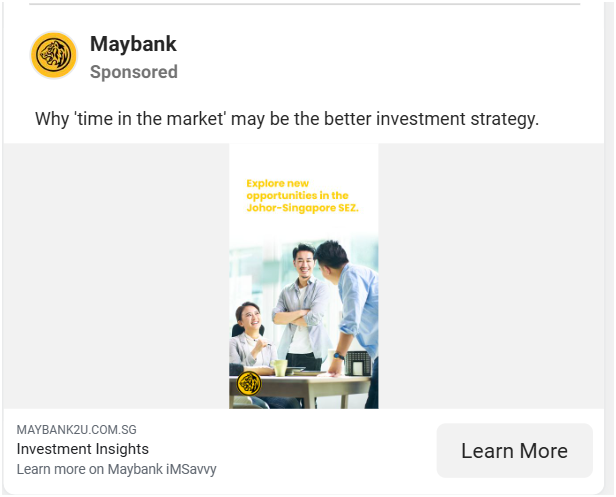 Maybank
Sponsored
Why 'time in the market' may be the better investment strategy.
Explore new
opportunities in the
Johor-Singapore SEZ.
MAYBANK2U.COM.SG
Investment Insights
Learn more on Maybank iMSavvy
Learn More